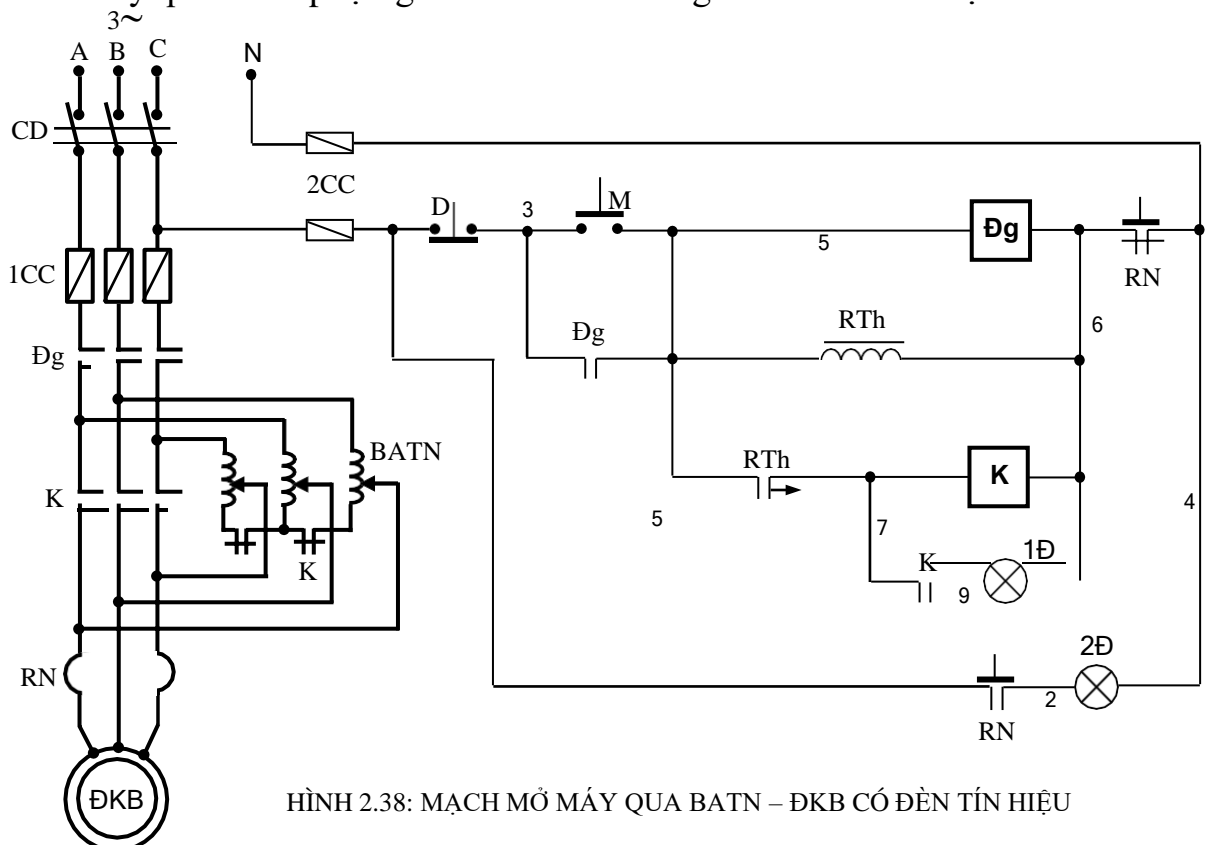 3~
A B C N
CD
2CC
D 3 M
5 Đg
RN
1CC
Đg
Đg
RTh
6
BATN
K
RTh
K
5
7
4
K
K 9 1Đ
RN
2Đ
2
RN
ĐKB
HÌNH 2.38: MẠCH MỞ MÁY QUA BATN – ĐKB CÓ ĐÈN TÍN HIỆU